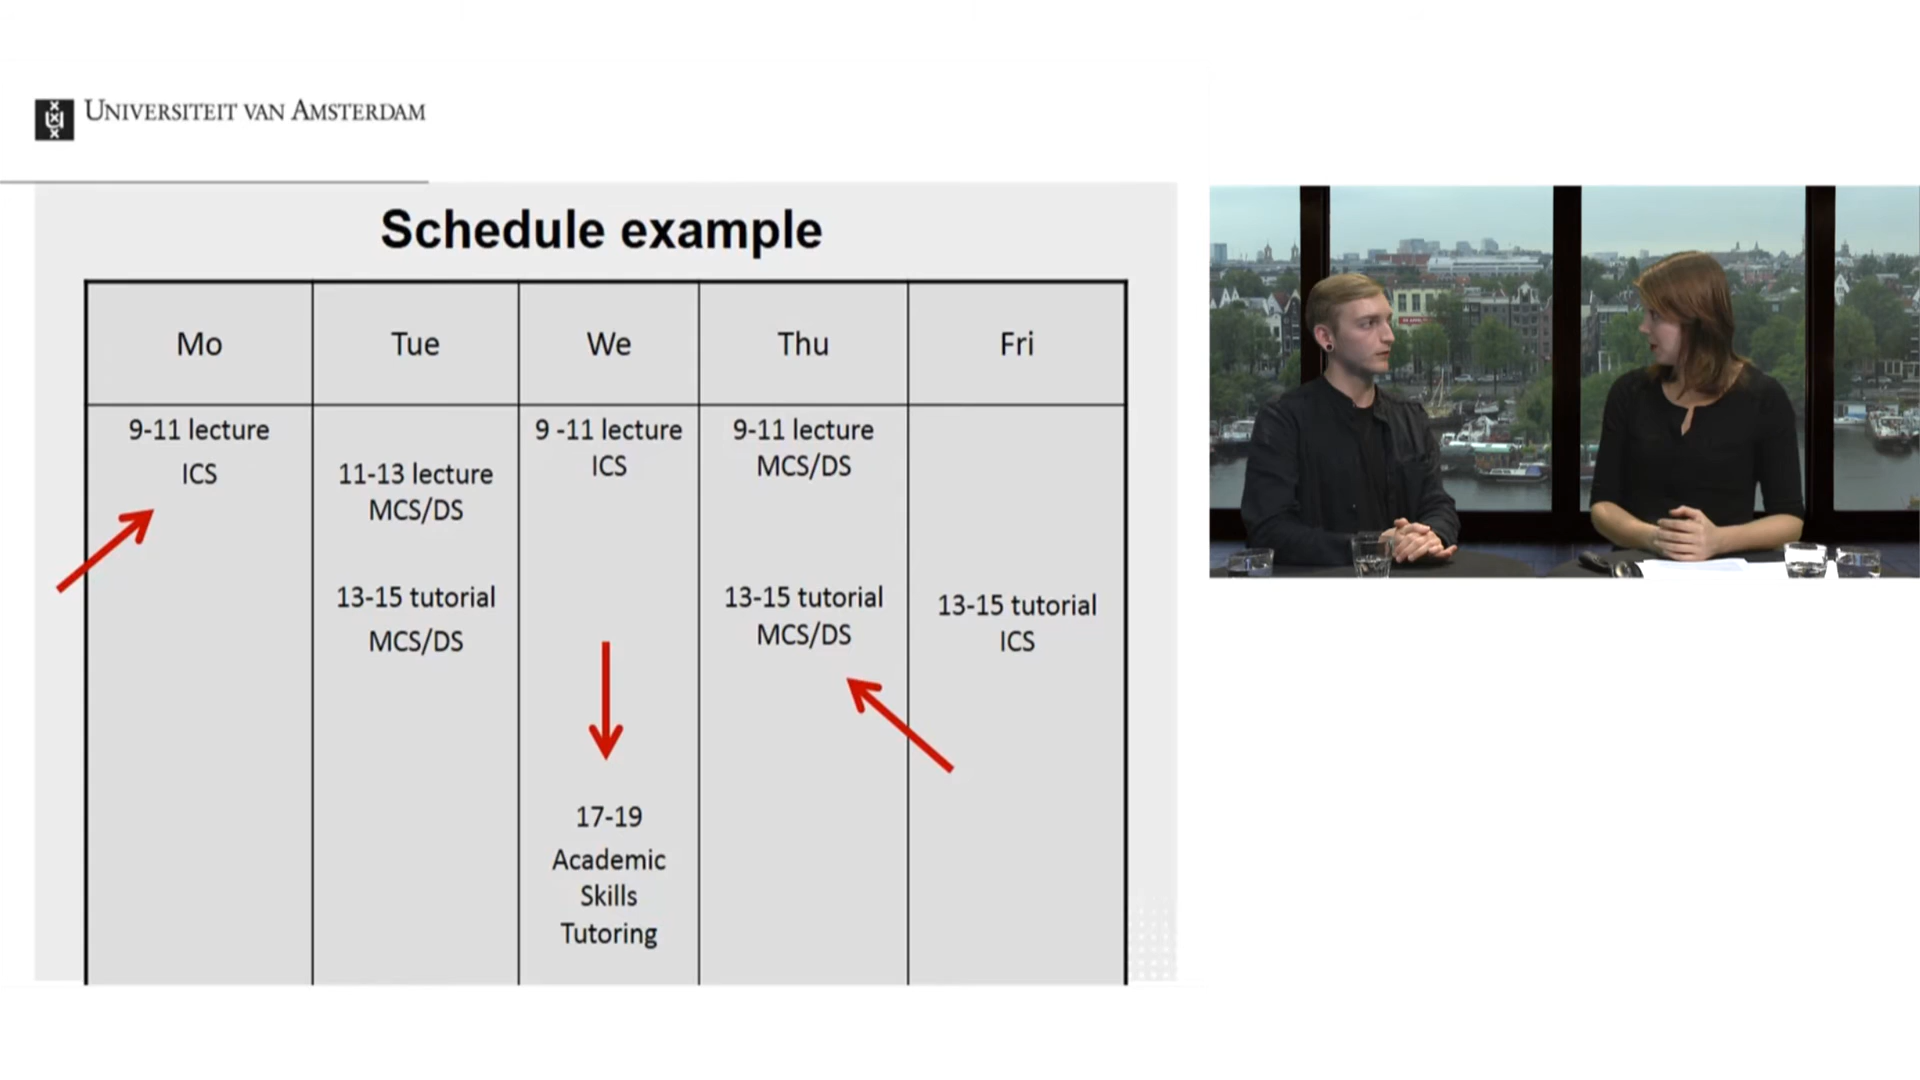 UNIVERSITEIT VAN AMSTERDAM
Schedule example
Mo
Tue
We
Thu
Fri
9-11 lecture
ICS
11-13 lecture
MCS/DS
13-15 tutorial
MCS/DS
9 -11 lecture
ICS
17-19
Academic
Skills
Tutoring
9-11 lecture
MCS/DS
13-15 tutorial
MCS/DS
13-15 tutorial
ICS